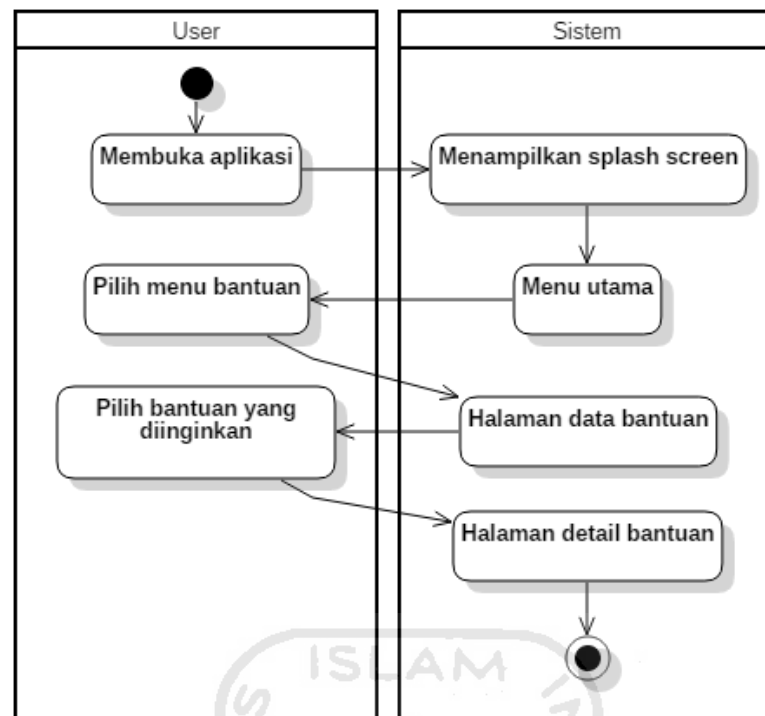 User
Sistem
Membuka aplikasi
Menampilkan splash screen
Pilih menu bantuan
Menu utama
Pilih bantuan yang
diinginkan
Halaman data bantuan
Halaman detail bantuan
ISLAM